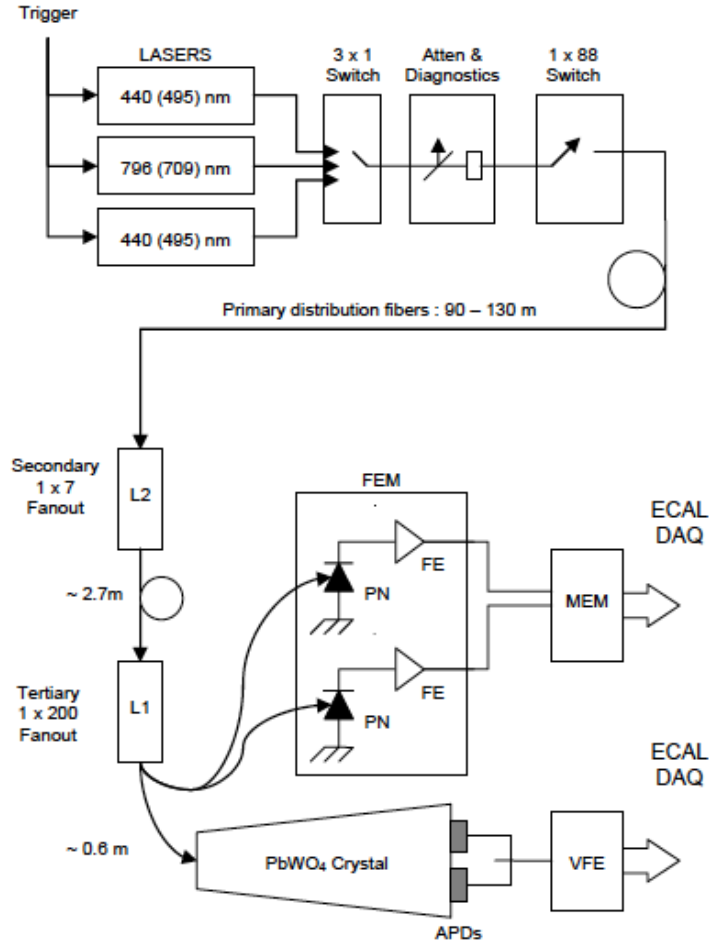 Trigger
LASERS
3 x 1
Switch
Atten &
Diagnostics
1 x 88
Switch
440 (495) nm
796 (709) nm
440 (495) nm
Primary distribution fibers : 90 – 130 m
Secondary
1 x 7
Fanout
L2
FEM
ECAL
DAQ
FE
PN
~ 2.7m
MEM
Tertiary
1 x 200
Fanout
L1
FE
PN
ECAL
DAQ
~ 0.6 m
PbWO₄ Crystal
VFE
APDs